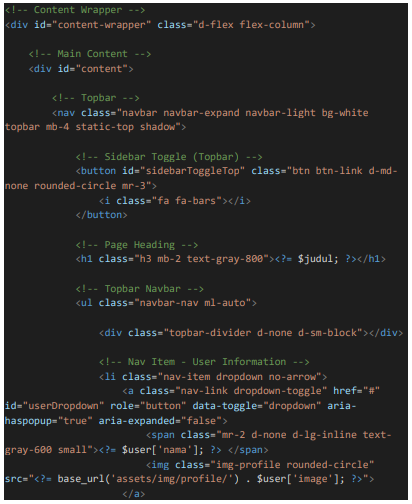 <!-- Content Wrapper -->
<div id="content-wrapper" class="d-flex flex-column">
<!-- Main Content -->
<div id="content">
<!-- Topbar -->
<nav class="navbar navbar-expand navbar-light bg-white
topbar mb-4 static-top shadow">
<!-- Sidebar Toggle (Topbar) -->
<button id="sidebarToggleTop" class="btn btn-link d-md-
none rounded-circle mr-3">
<i class="fa fa-bars"></i>
</button>
<!-- Page Heading -->
<h1 class="h3 mb-2 text-gray-800"><?= $judul; ?></h1>
<!-- Topbar Navbar -->
<ul class="navbar-nav ml-auto">
<div class="topbar-divider d-none d-sm-block"></div>
<!-- Nav Item - User Information -->
<li class="nav-item dropdown no-arrow">
<a class="nav-link dropdown-toggle" href="#"
id="userDropdown" role="button" data-toggle="dropdown" aria-
haspopup="true" aria-expanded="false">
<span class="mr-2 d-none d-lg-inline text-
gray-600 small"><?= $user['nama']; ?> </span>
<img class="img-profile rounded-circle"
src="<?= base_url('assets/img/profile/') . $user['image']; ?>">
</a>